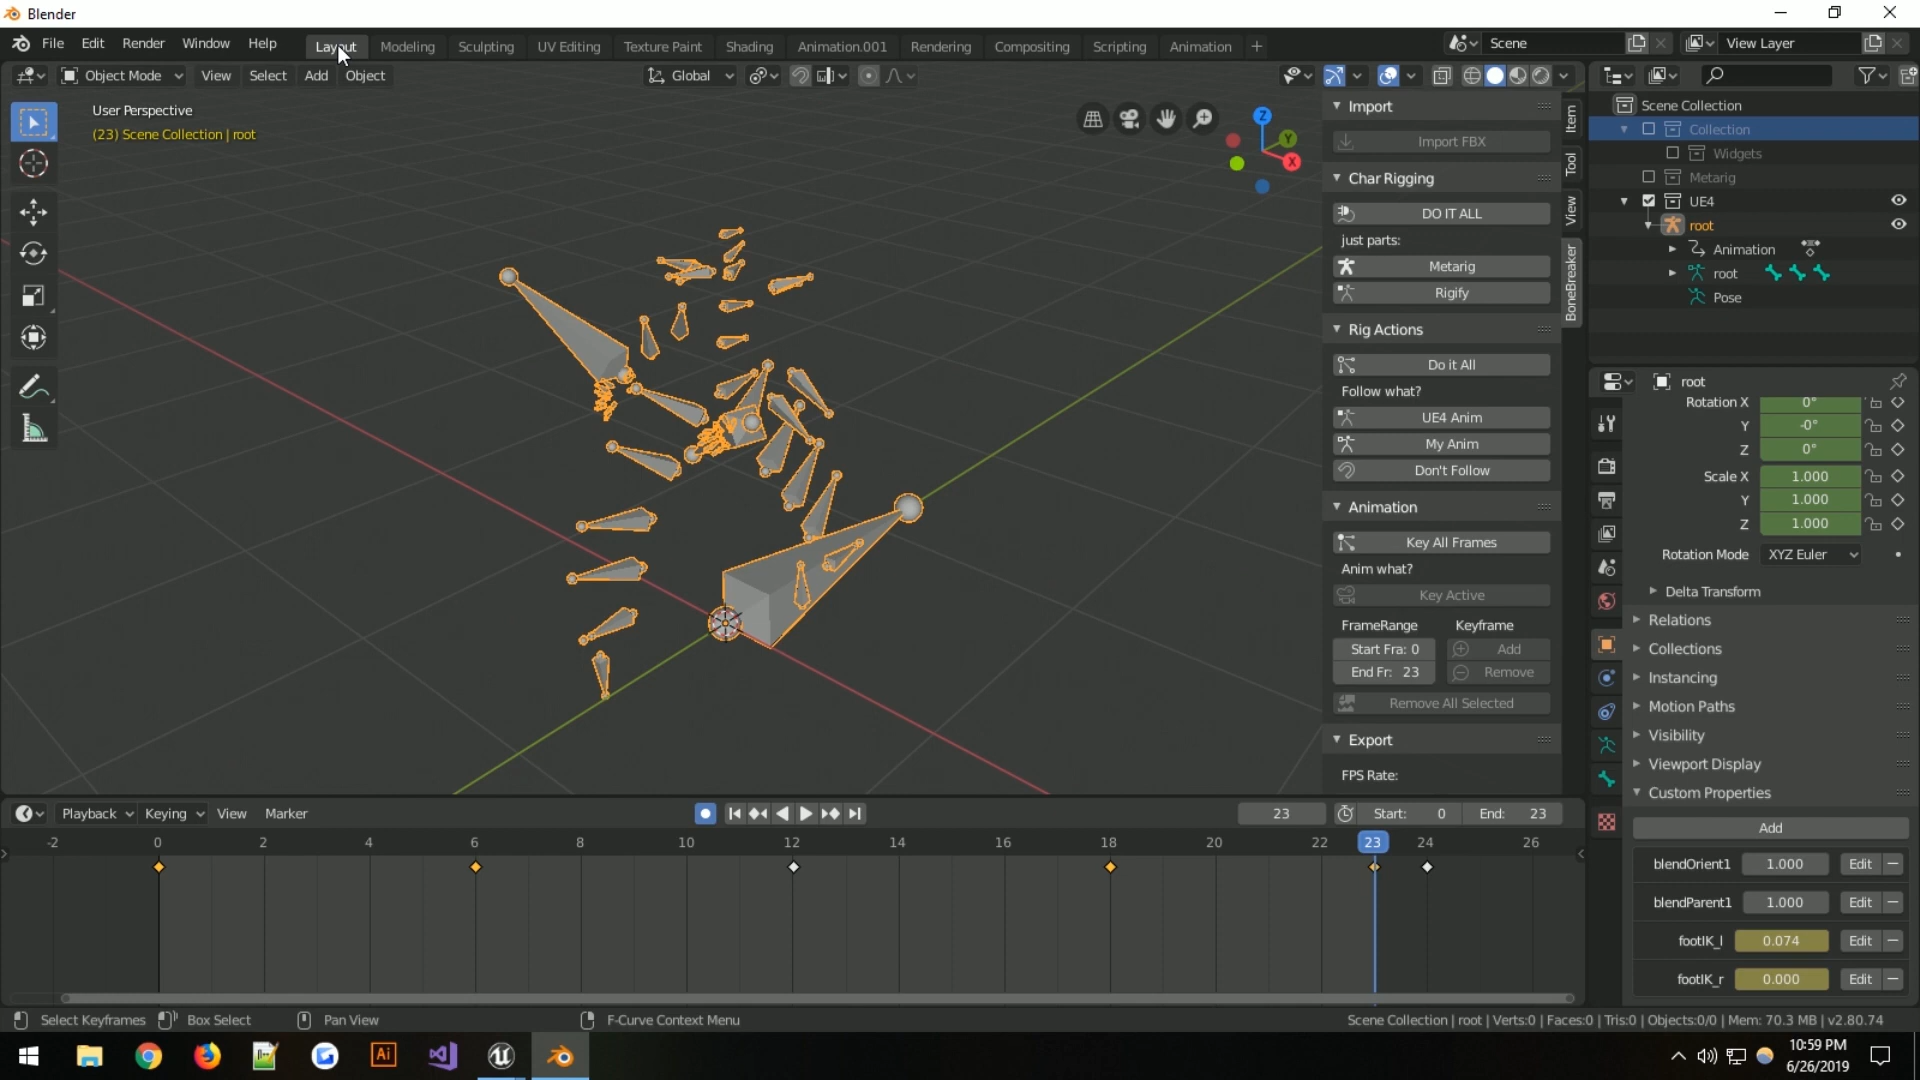 Blender
File Edit Render Window Help Layout Modeling Sculpting UV Editing Texture Paint Shading Animation.001 Rendering Compositing Scripting Animation + Scene View Layer
Object Mode View Select Add Object Global
User Perspective
(23) Scene Collection | root
Z
Y
X
Import
Import FBX
Char Rigging
DO IT ALL
just parts:
Metarig
Rigify
Rig Actions
Do it All
Follow what?
UE4 Anim
My Anim
Don't Follow
Animation
Key All Frames
Anim what?
Key Active
FrameRange Keyframe
Start Fra: 0 Add
End Fr: 23 Remove
Remove All Selected
Export
FPS Rate:
Item
Tool
View
BoneBreaker
Scene Collection
Collection
Widgets
Metarig
UE4
root
Animation
root
Pose
root
Rotation X 0°
Y -0°
Z 0°
Scale X 1.000
Y 1.000
Z 1.000
Rotation Mode XYZ Euler
Delta Transform
Relations
Collections
Instancing
Motion Paths
Visibility
Viewport Display
Custom Properties
Add
blendOrient1 1.000 Edit
blendParent1 1.000 Edit
footIK_l 0.074 Edit
footIK_r 0.000 Edit
Playback Keying View Marker 23 Start: 0 End: 23
-2 0 2 4 6 8 10 12 14 16 18 20 22 23 24 26
Select Keyframes Box Select Pan View F-Curve Context Menu Scene Collection | root | Verts:0 | Faces:0 | Tris:0 | Objects:0/0 | Mem: 70.3 MB | v2.80.74
Ai
10:59 PM
6/26/2019